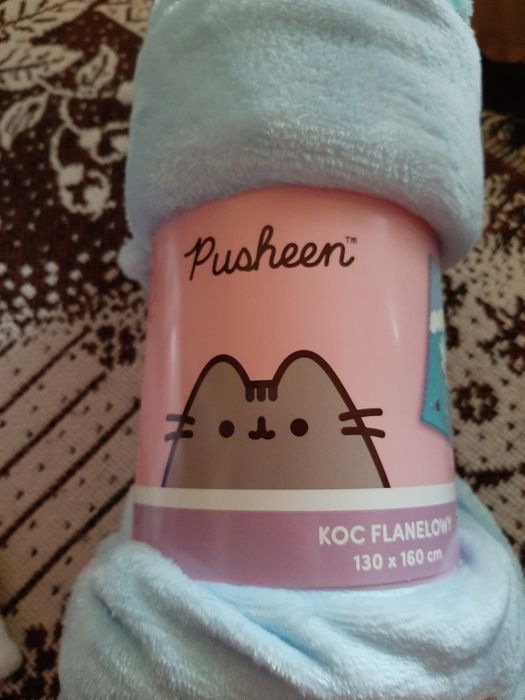 Pusheen™
KOC FLANELOWY
130 x 160 cm